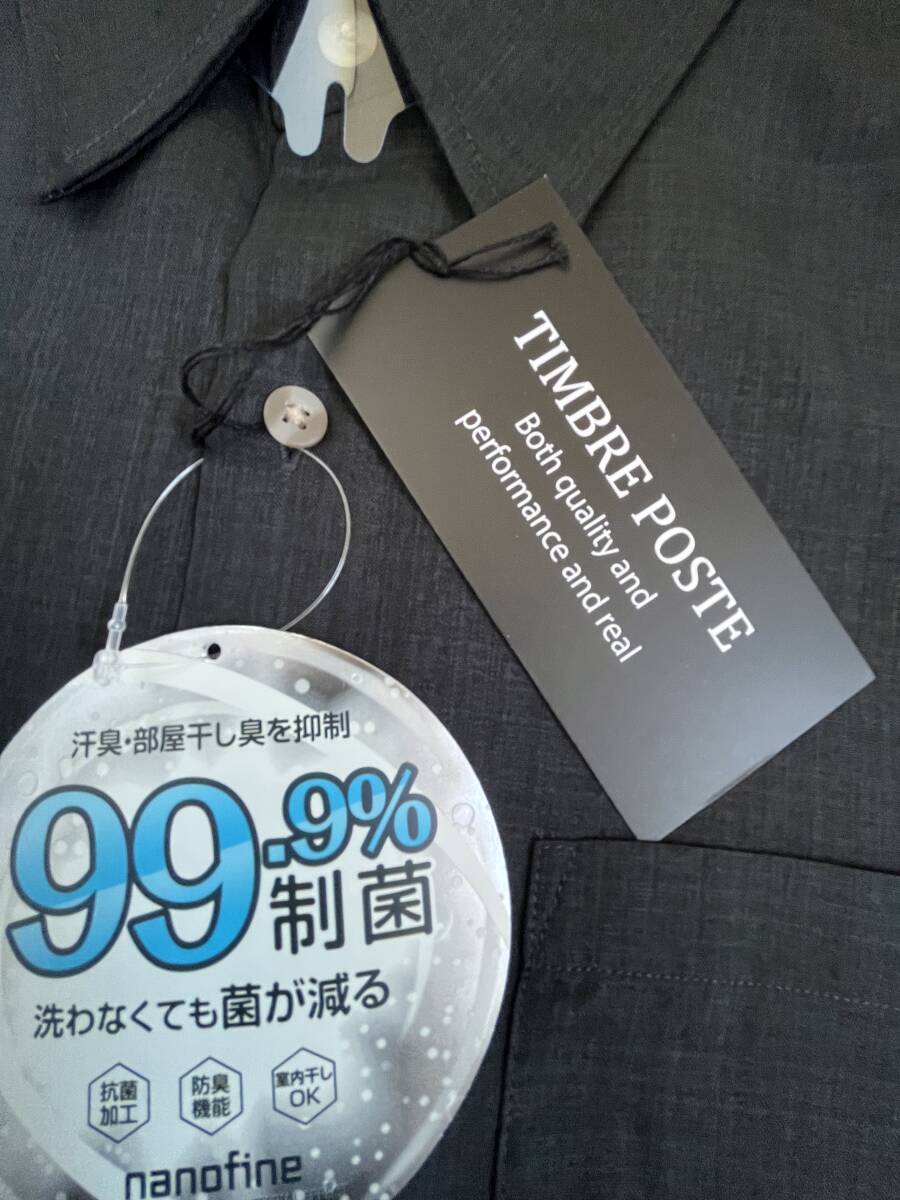 TIMBRE POSTE
Both quality and
performance and real
汗臭・部屋干し臭を抑制
99.9%
制菌
洗わなくても菌が減る
抗菌
加工
防臭
機能
室内干し
OK
nanofine